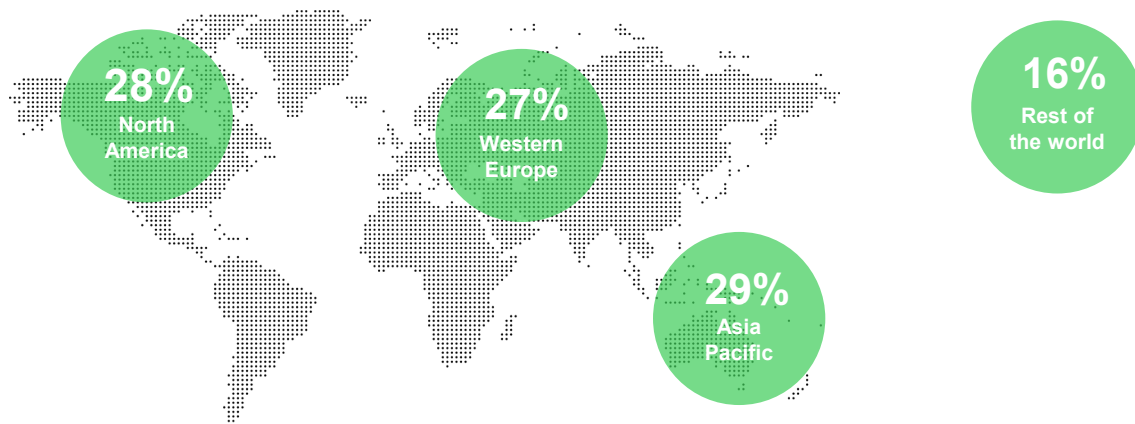 28%
North
America
27%
Western
Europe
29%
Asia
Pacific
16%
Rest of
the world